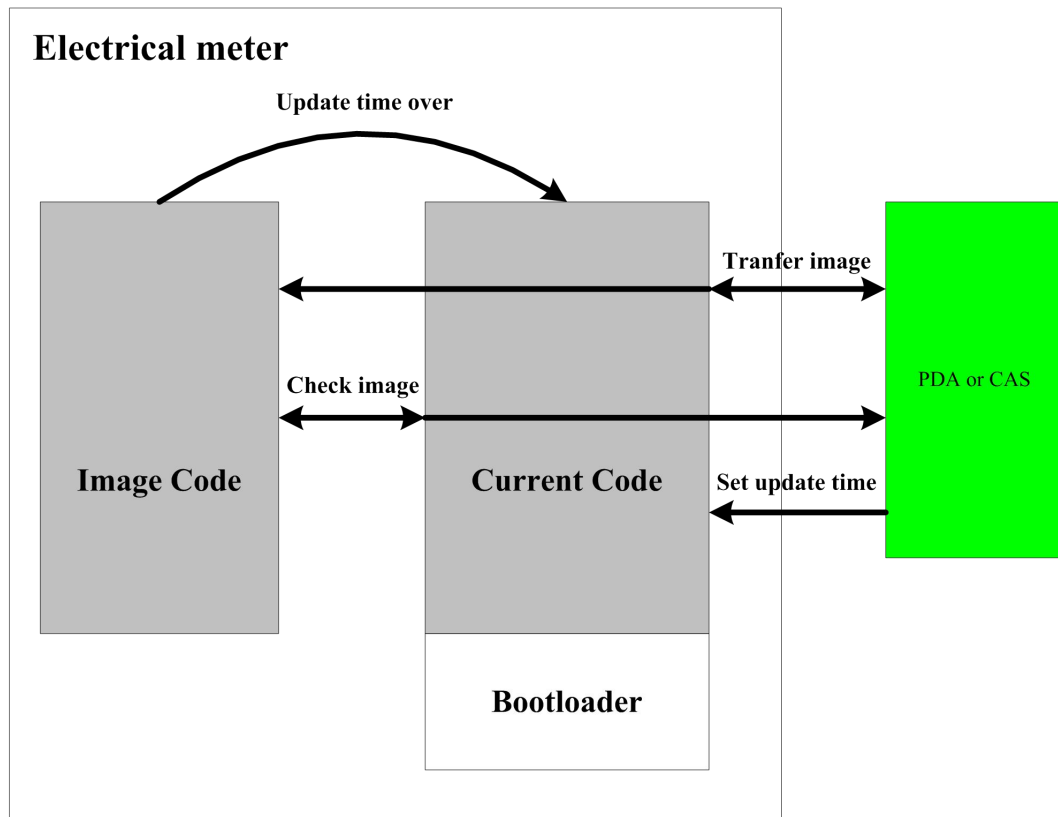 Electrical meter
Update time over
Tranfer image
Check image
PDA or CAS
Image Code
Current Code
Set update time
Bootloader